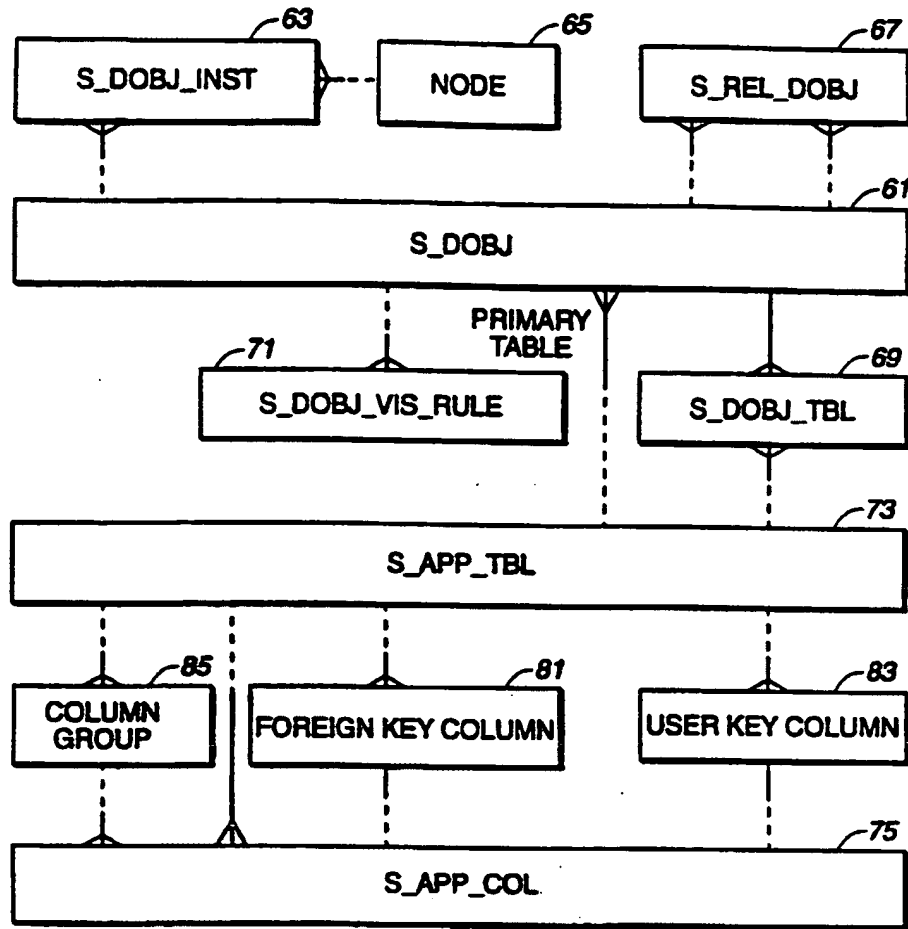 63
65
67
S_DOBJ_INST
NODE
S_REL_DOBJ
61
S_DOBJ
PRIMARY
TABLE
71
69
S_DOBJ_VIS_RULE
S_DOBJ_TBL
73
S_APP_TBL
85
81
83
COLUMN
GROUP
FOREIGN KEY COLUMN
USER KEY COLUMN
75
S_APP_COL